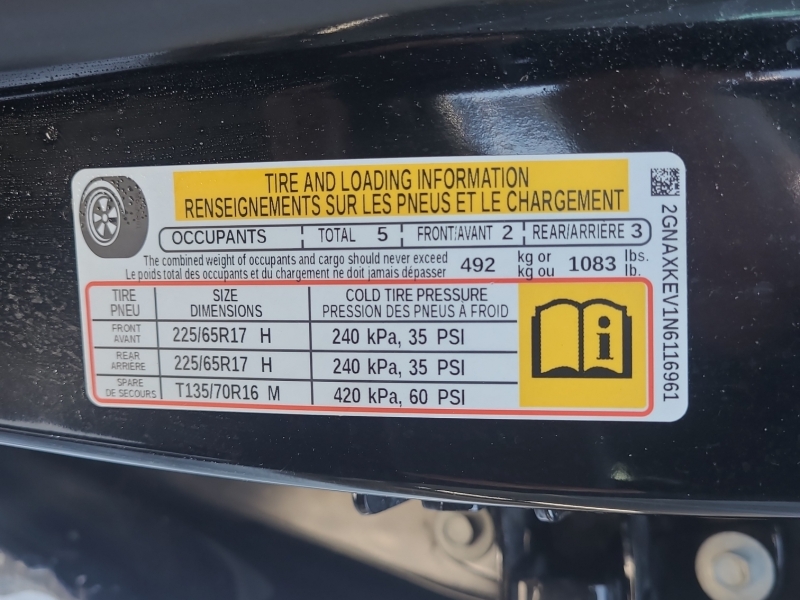 TIRE AND LOADING INFORMATION
RENSEIGNEMENTS SUR LES PNEUS ET LE CHARGEMENT
OCCUPANTS TOTAL 5 FRONT/AVANT 2 REAR/ARRIÈRE 3
The combined weight of occupants and cargo should never exceed 492 kg or 1083 lbs.
Le poids total des occupants et du chargement ne doit jamais dépasser kg ou lb.
TIRE SIZE COLD TIRE PRESSURE
PNEU DIMENSIONS PRESSION DES PNEUS À FROID
FRONT
AVANT 225/65R17 H 240 kPa, 35 PSI
REAR
ARRIÈRE 225/65R17 H 240 kPa, 35 PSI
SPARE
DE SECOURS T135/70R16 M 420 kPa, 60 PSI
2GNAXKEV1N6116961